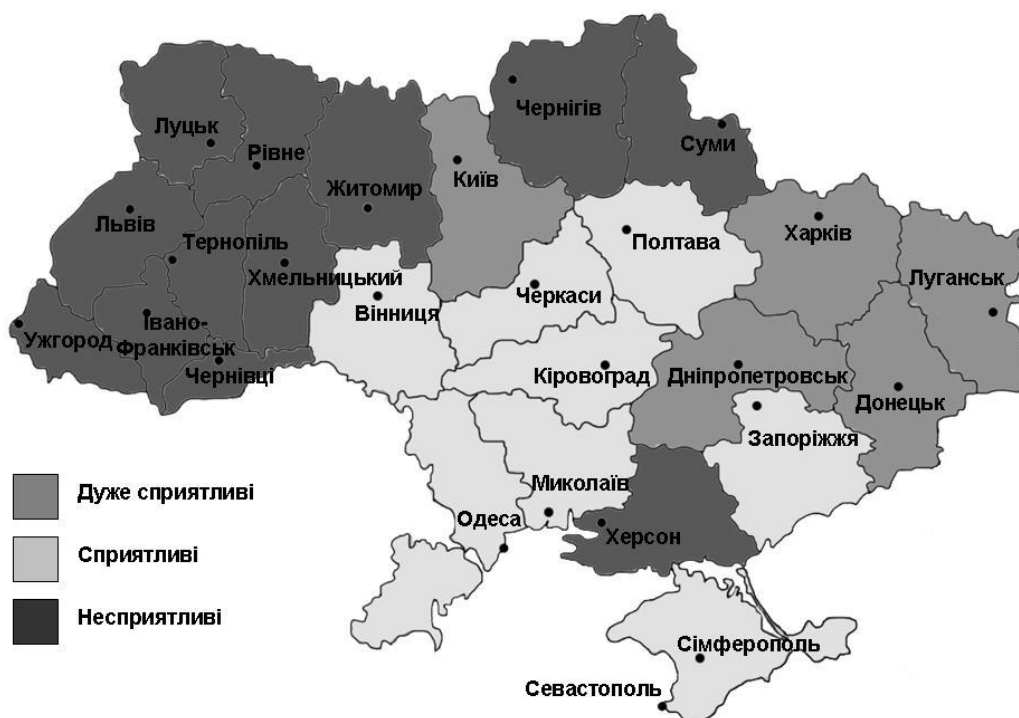 Чернігів
Луцьк
Суми
Рівне
Київ
Житомир
Львів
Харків
Полтава
Тернопіль
Хмельницький
Луганськ
Черкаси
Вінниця
Ужгород
Івано-
Франківськ
Чернівці
Кіровоград
Дніпропетровськ
Донецьк
Запоріжжя
Миколаїв
Дуже сприятливі
Одеса
Херсон
Сприятливі
Несприятливі
Сімферополь
Севастополь